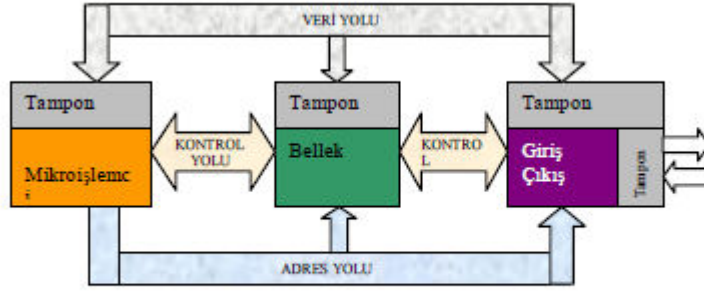 VERİ YOLU
Tampon
Tampon
Tampon
KONTROL
YOLU
KONTRO
L
Mikroişlemc
i
Bellek
Giriş
Çıkış
Tampon
ADRES YOLU